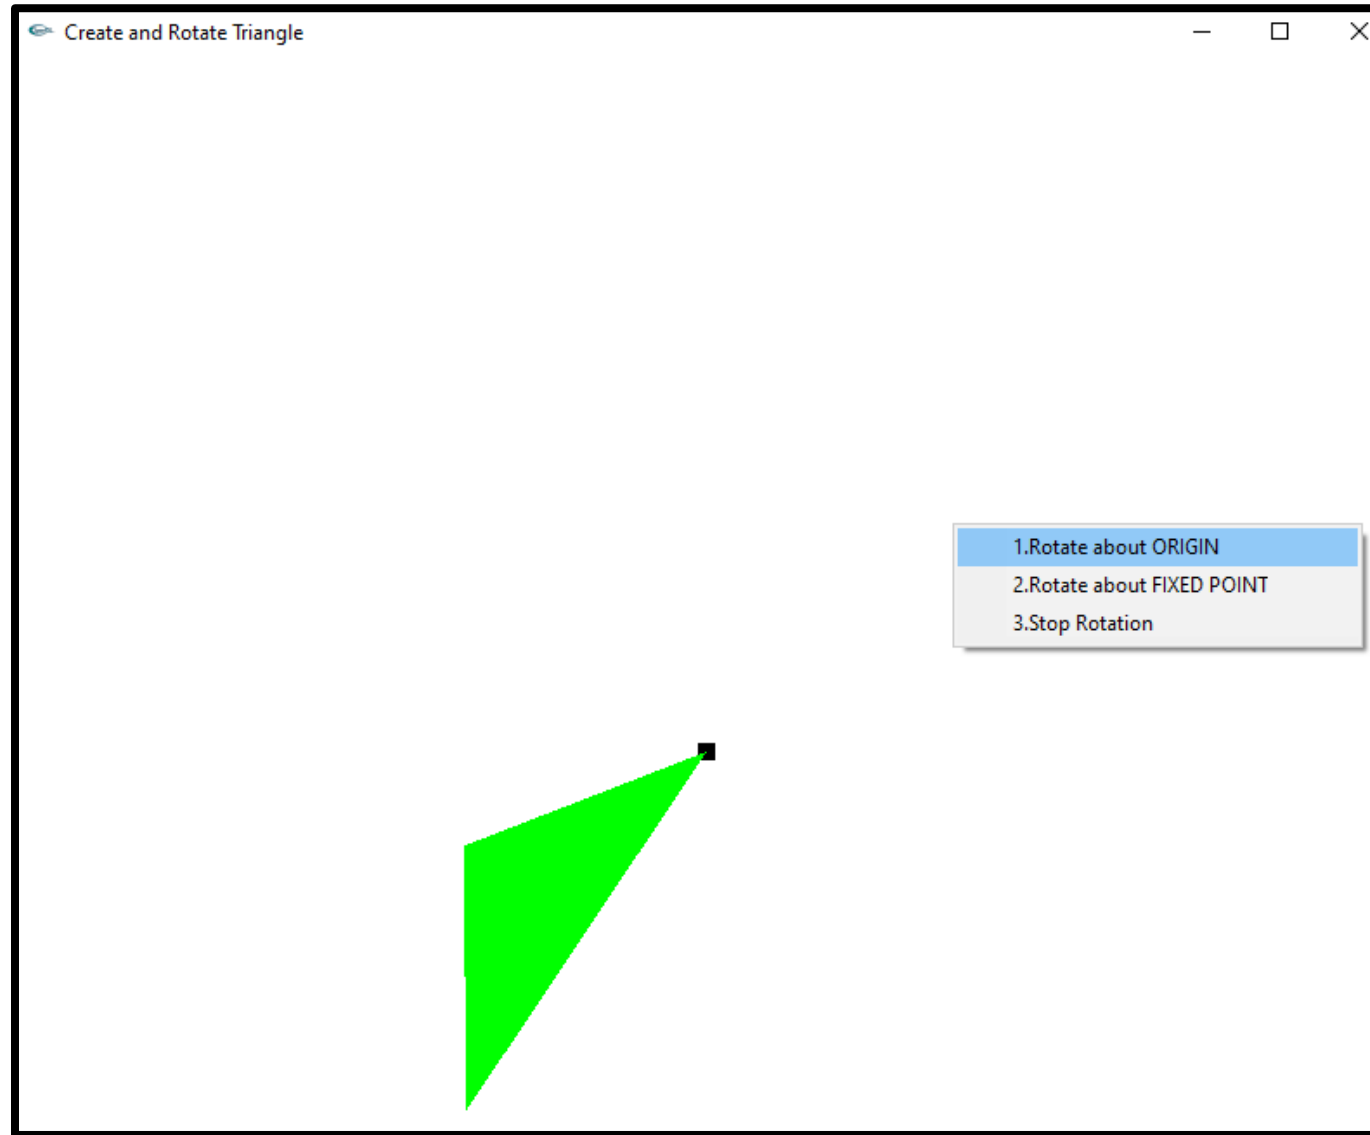 Create and Rotate Triangle
1.Rotate about ORIGIN
2.Rotate about FIXED POINT
3.Stop Rotation